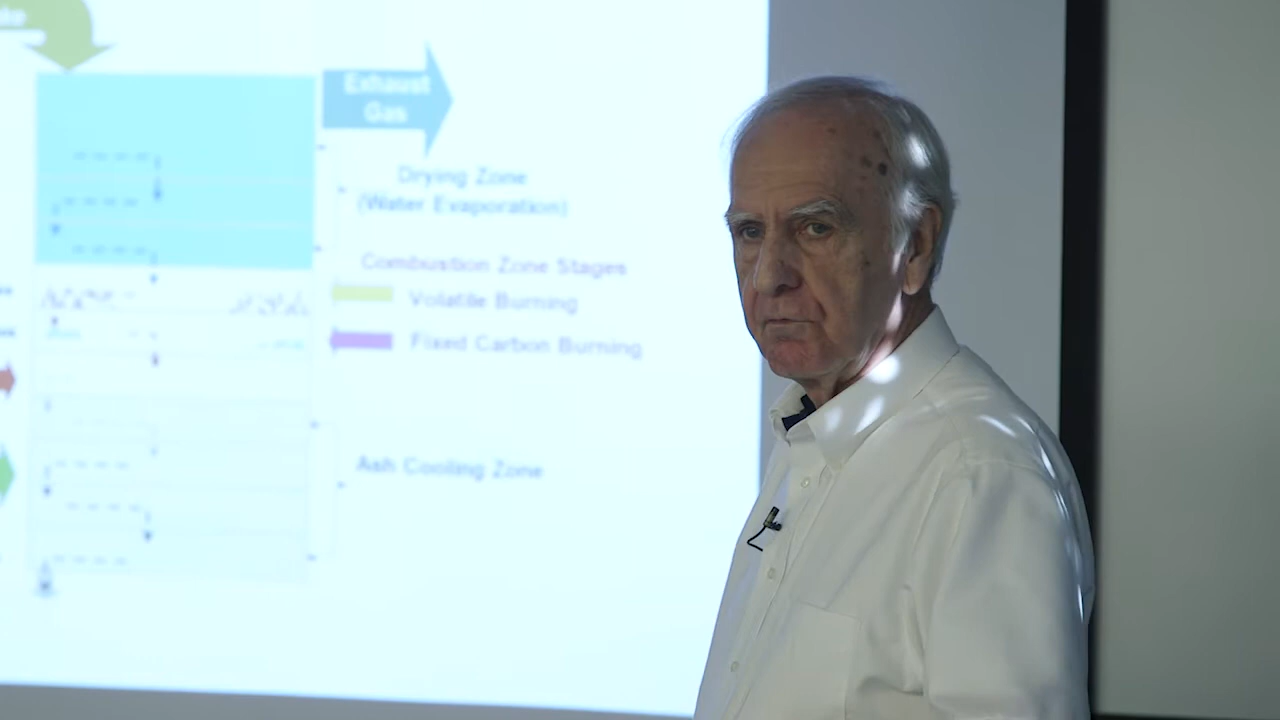 Exhaust
Gas
Drying Zone
(Water Evaporation)
Combustion Zone Stages
Volatile Burning
Fixed Carbon Burning
Ash Cooling Zone